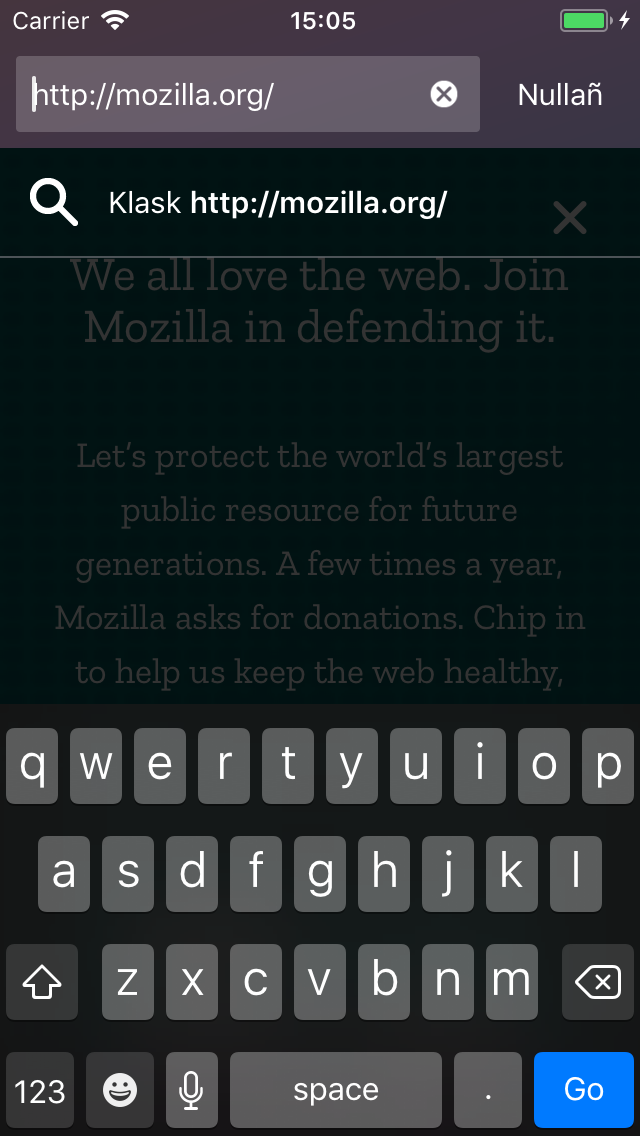 Carrier 15:05
http://mozilla.org/ Nullañ
Klask http://mozilla.org/
We all love the web. Join
Mozilla in defending it.
Let’s protect the world’s largest
public resource for future
generations. A few times a year,
Mozilla asks for donations. Chip in
to help us keep the web healthy,
q w e r t y u i o p
a s d f g h j k l
z x c v b n m
123 space . Go